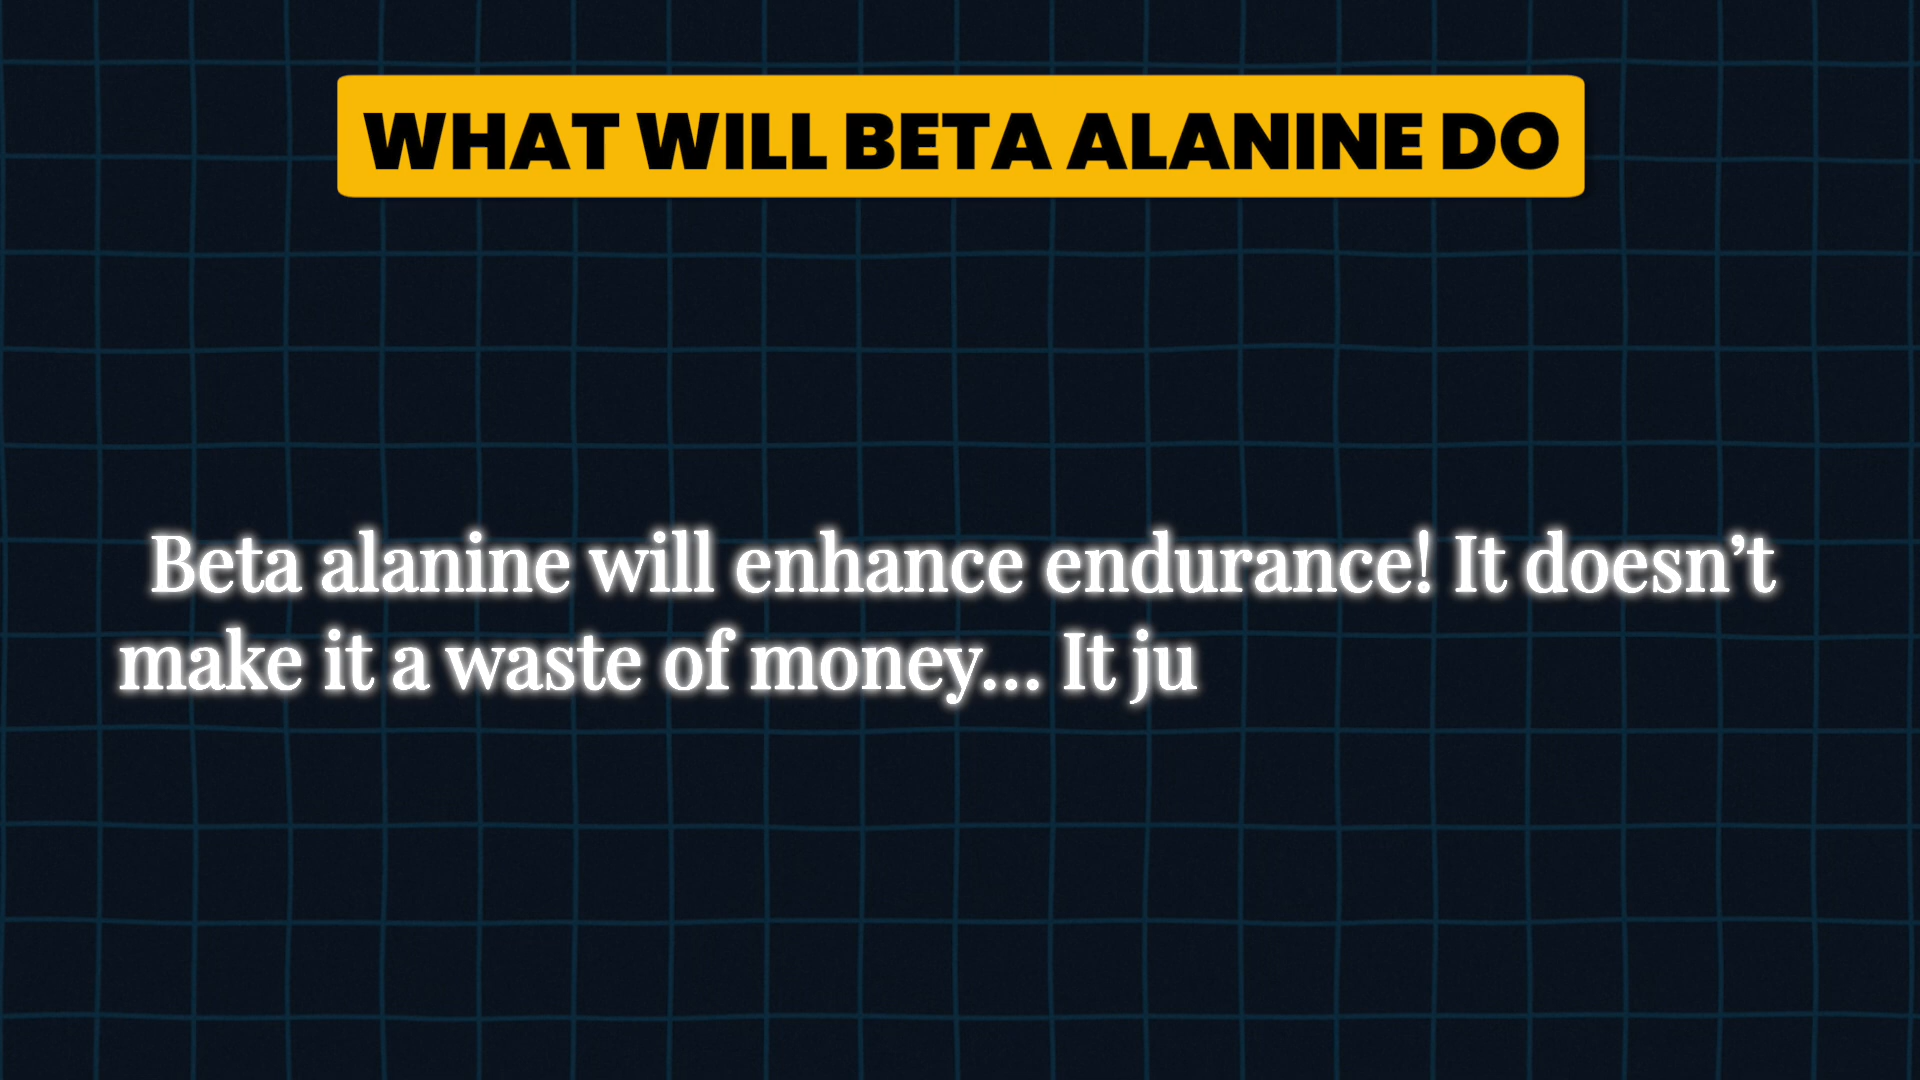 WHAT WILL BETA ALANINE DO
Beta alanine will enhance endurance! It doesn’t
make it a waste of money... It ju